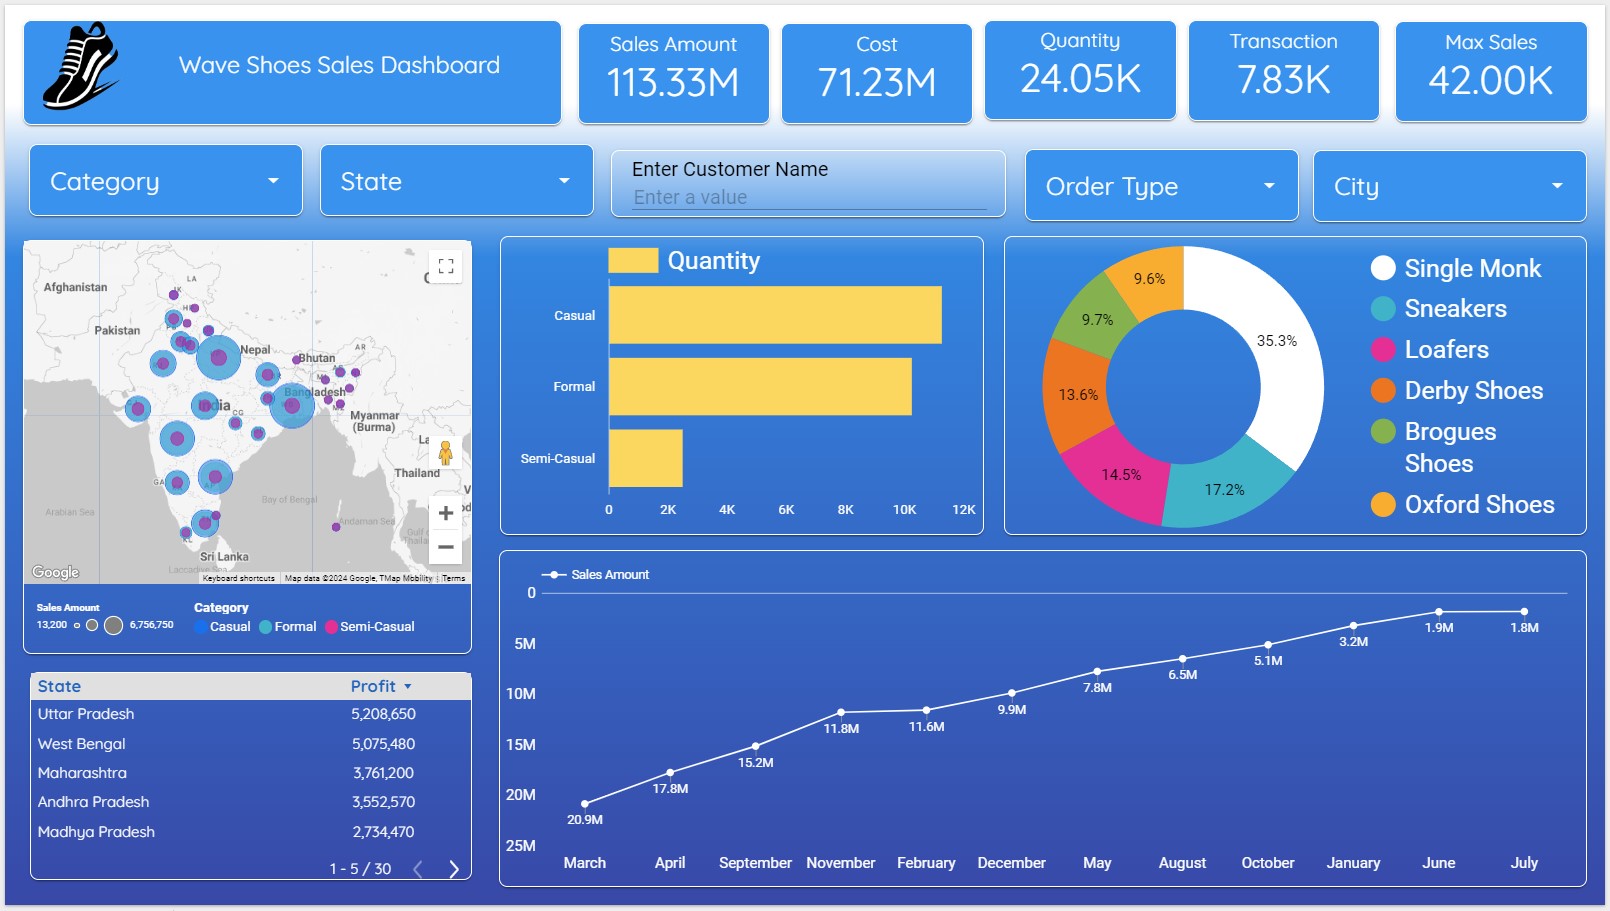 Wave Shoes Sales Dashboard
Sales Amount
113.33M
Cost
71.23M
Quantity
24.05K
Transaction
7.83K
Max Sales
42.00K
Category
State
Enter Customer Name
Enter a value
Order Type
City
Afghanistan
LA
JK
Pakistan
Nepal
Bhutan
AR
India
CG
Bangladesh
Myanmar
(Burma)
GA
Thailand
Bay of Bengal
Arabian Sea
Andaman Sea
KL
Sri Lanka
Laccadive Sea
Google
Keyboard shortcuts
Map data ©2024 Google, TMap Mobility
Terms
Sales Amount
13,200
6,756,750
Category
Casual
Formal
Semi-Casual
State Profit
Uttar Pradesh 5,208,650
West Bengal 5,075,480
Maharashtra 3,761,200
Andhra Pradesh 3,552,570
Madhya Pradesh 2,734,470
1 - 5 / 30
Quantity
Casual
Formal
Semi-Casual
0 2K 4K 6K 8K 10K 12K
35.3%
17.2%
14.5%
13.6%
9.7%
9.6%
Single Monk
Sneakers
Loafers
Derby Shoes
Brogues
Shoes
Oxford Shoes
Sales Amount
0
5M
10M
15M
20M
25M
20.9M
17.8M
15.2M
11.8M
11.6M
9.9M
7.8M
6.5M
5.1M
3.2M
1.9M
1.8M
March April September November February December May August October January June July